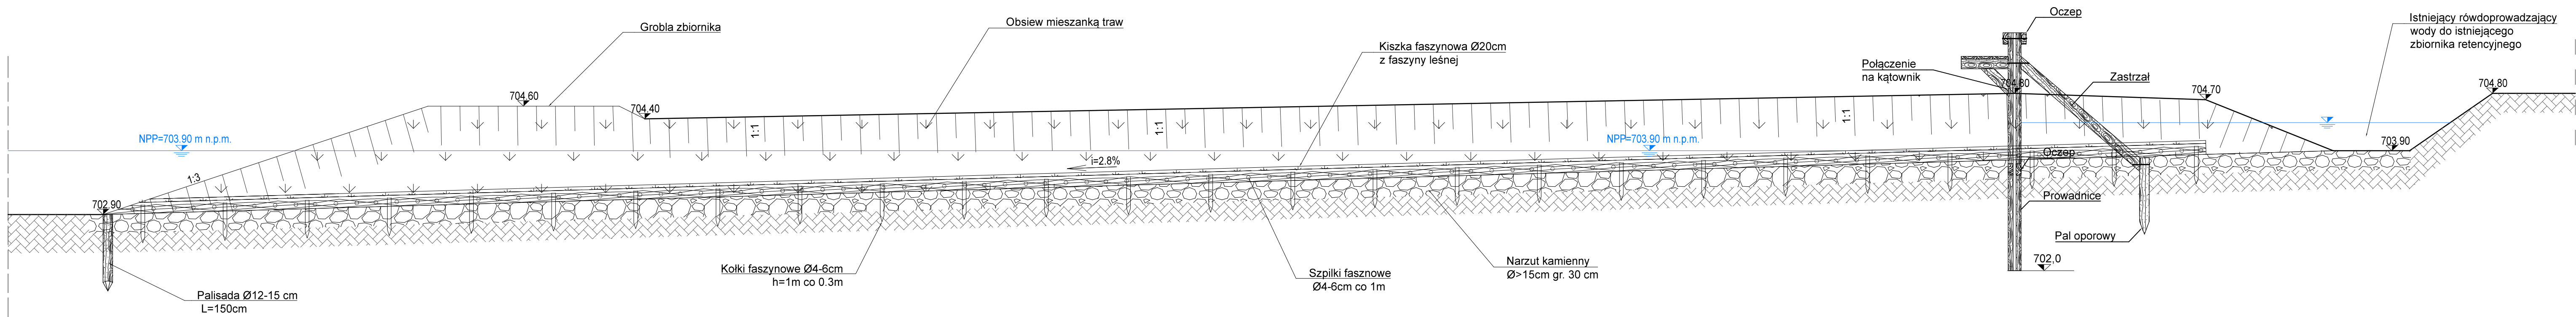 Grobla zbiornika
Obsiew mieszanką traw
Kiszka faszynowa Ø20cm
z faszyny leśnej
Oczep
Połączenie
na kątownik
Zastrzał
Istniejący równdoprowadzający
wody do istniejącego
zbiornika retencyjnego
704,60
704,40
704,80
704,70
704,80
NPP=703.90 m n.p.m.
1:1
1:1
1:1
NPP=703.90 m n.p.m.
703,90
i=2.8%
Oczep
1:3
702,90
Prowadnice
Pal oporowy
702,0
Kołki faszynowe Ø4-6cm
h=1m co 0.3m
Szpilki fasznowe
Ø4-6cm co 1m
Narzut kamienny
Ø>15cm gr. 30 cm
Palisada Ø12-15 cm
L=150cm